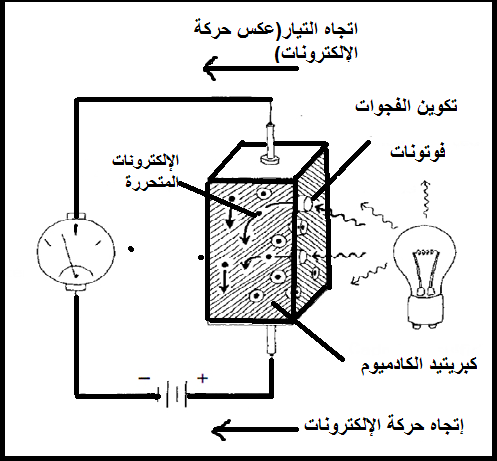 اتجاه التيار(عكس حركة
الإلكترونات)
تكوين الفجوات
فوتونات
الإلكترونات
المتحررة
كبريتيد الكادميوم
− +
إتجاه حركة الإلكترونات